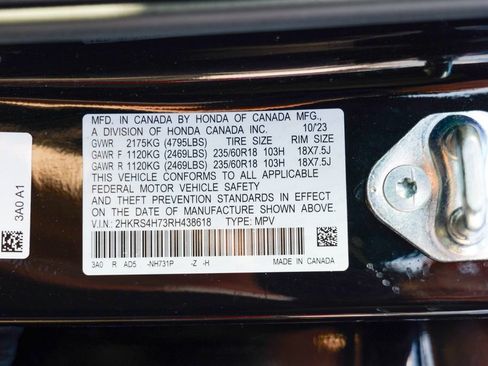 MFD. IN CANADA BY HONDA OF CANADA MFG.,
A DIVISION OF HONDA CANADA INC. 10/23
GVWR 2175KG (4795LBS) TIRE SIZE RIM SIZE
GAWR F 1120KG (2469LBS) 235/60R18 103H 18X7.5J
GAWR R 1120KG (2469LBS) 235/60R18 103H 18X7.5J
THIS VEHICLE CONFORMS TO ALL APPLICABLE
FEDERAL MOTOR VEHICLE SAFETY
AND THEFT PREVENTION STANDARDS IN EFFECT
ON THE DATE OF MANUFACTURE SHOWN ABOVE.
V.I.N.: 2HKRS4H73RH438618 TYPE: MPV
3A0 R AD5 -NH731P -Z -H MADE IN CANADA
3A0 A1